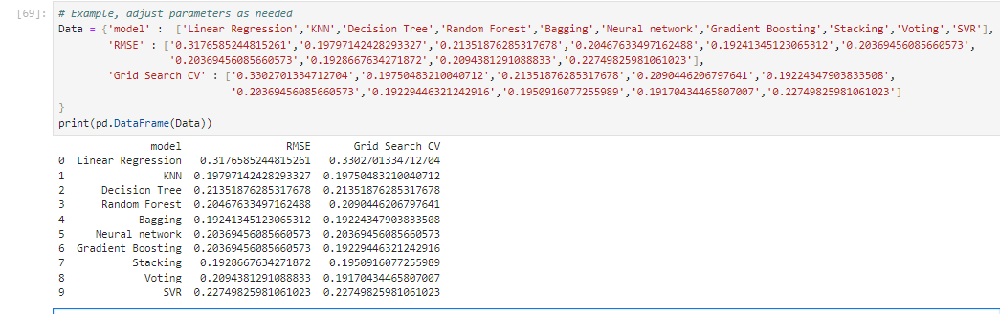 [69]: # Example, adjust parameters as needed
Data = {'model' :  ['Linear Regression','KNN','Decision Tree','Random Forest','Bagging','Neural network','Gradient Boosting','Stacking','Voting','SVR'],
'RMSE' : ['0.3176585244815261','0.19797142428293327','0.21351876285317678','0.20467633497162488','0.19241345123065312','0.20369456085660573',
'0.20369456085660573','0.1928667634271872','0.2094381291088833','0.22749825981061023'],
'Grid Search CV' : ['0.3302701334712704','0.19750483210040712','0.21351876285317678','0.2090446206797641','0.19224347903833508',
'0.20369456085660573','0.19229446321242916','0.1950916077255989','0.19170434465807007','0.22749825981061023']
}
print(pd.DataFrame(Data))
model RMSE Grid Search CV
0 Linear Regression 0.3176585244815261 0.3302701334712704
1 KNN 0.19797142428293327 0.19750483210040712
2 Decision Tree 0.21351876285317678 0.21351876285317678
3 Random Forest 0.20467633497162488 0.2090446206797641
4 Bagging 0.19241345123065312 0.19224347903833508
5 Neural network 0.20369456085660573 0.20369456085660573
6 Gradient Boosting 0.20369456085660573 0.19229446321242916
7 Stacking 0.1928667634271872 0.1950916077255989
8 Voting 0.2094381291088833 0.19170434465807007
9 SVR 0.22749825981061023 0.22749825981061023